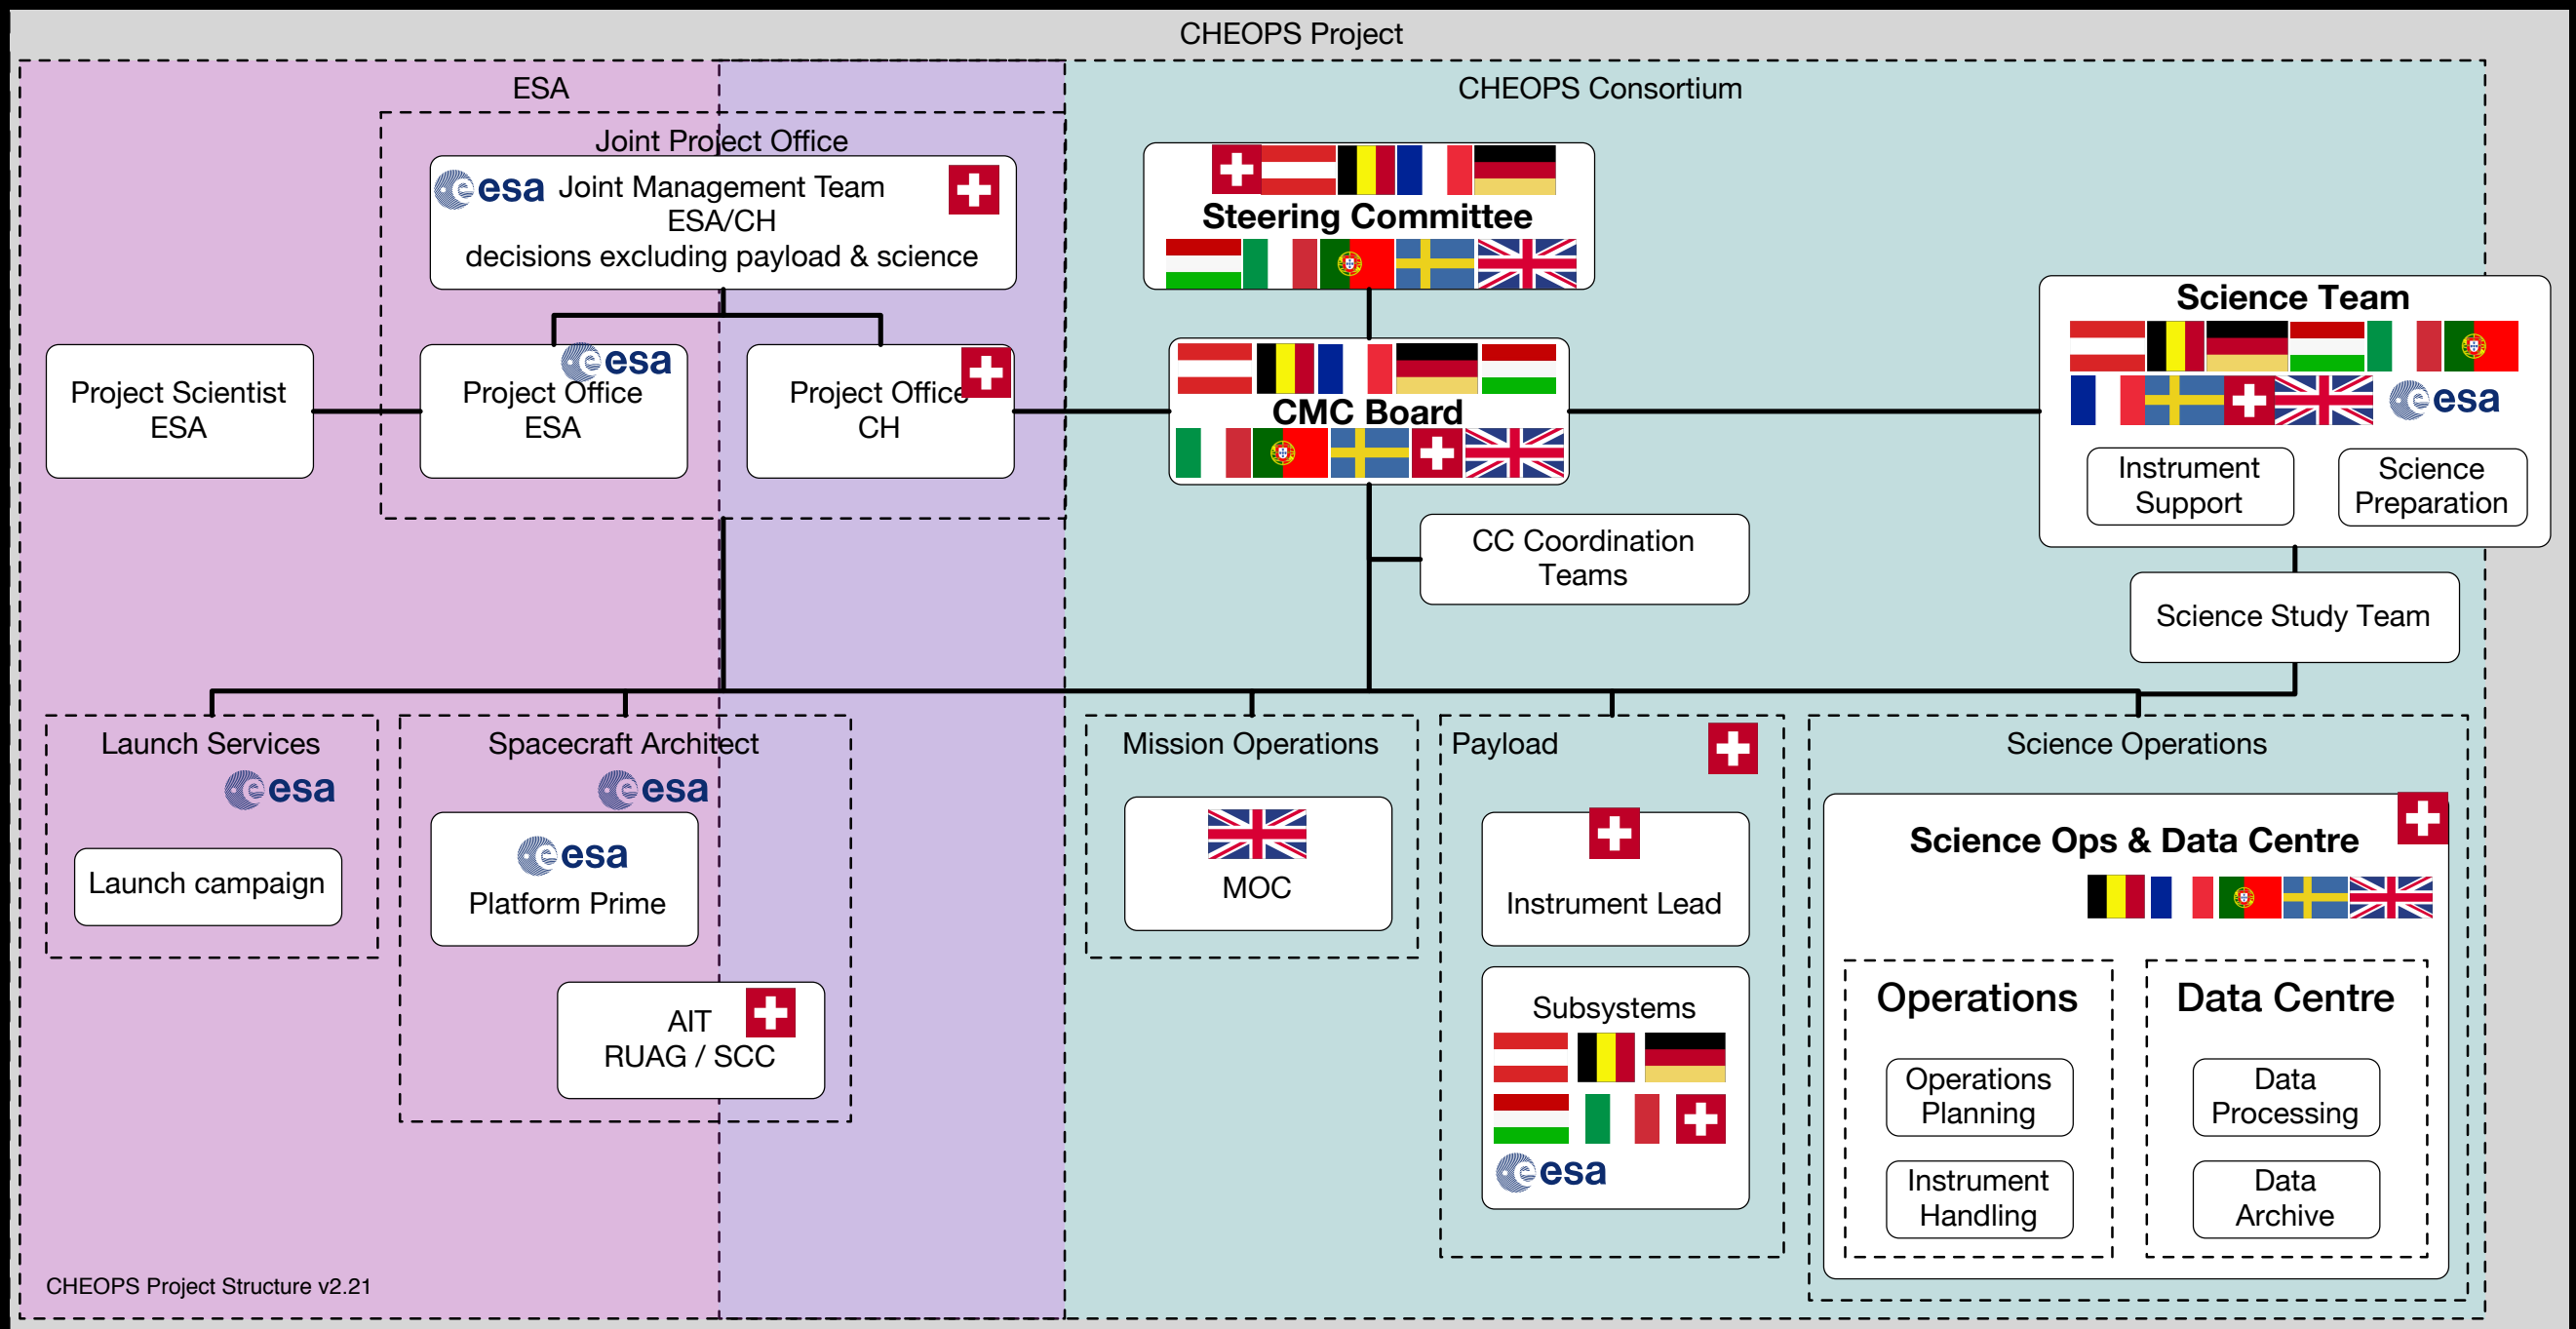 CHEOPS Project
ESA
CHEOPS Consortium
Joint Project Office
esa
Joint Management Team
ESA/CH
decisions excluding payload & science
Steering Committee
Project Scientist
ESA
esa
Project Office
ESA
Project Office
CH
CMC Board
Science Team
esa
Instrument
Support
Science
Preparation
CC Coordination
Teams
Science Study Team
Launch Services
esa
Launch campaign
Spacecraft Architect
esa
esa
Platform Prime
AIT
RUAG / SCC
Mission Operations
MOC
Payload
Instrument Lead
Subsystems
esa
Science Operations
Science Ops & Data Centre
Operations
Operations
Planning
Instrument
Handling
Data Centre
Data
Processing
Data
Archive
CHEOPS Project Structure v2.21